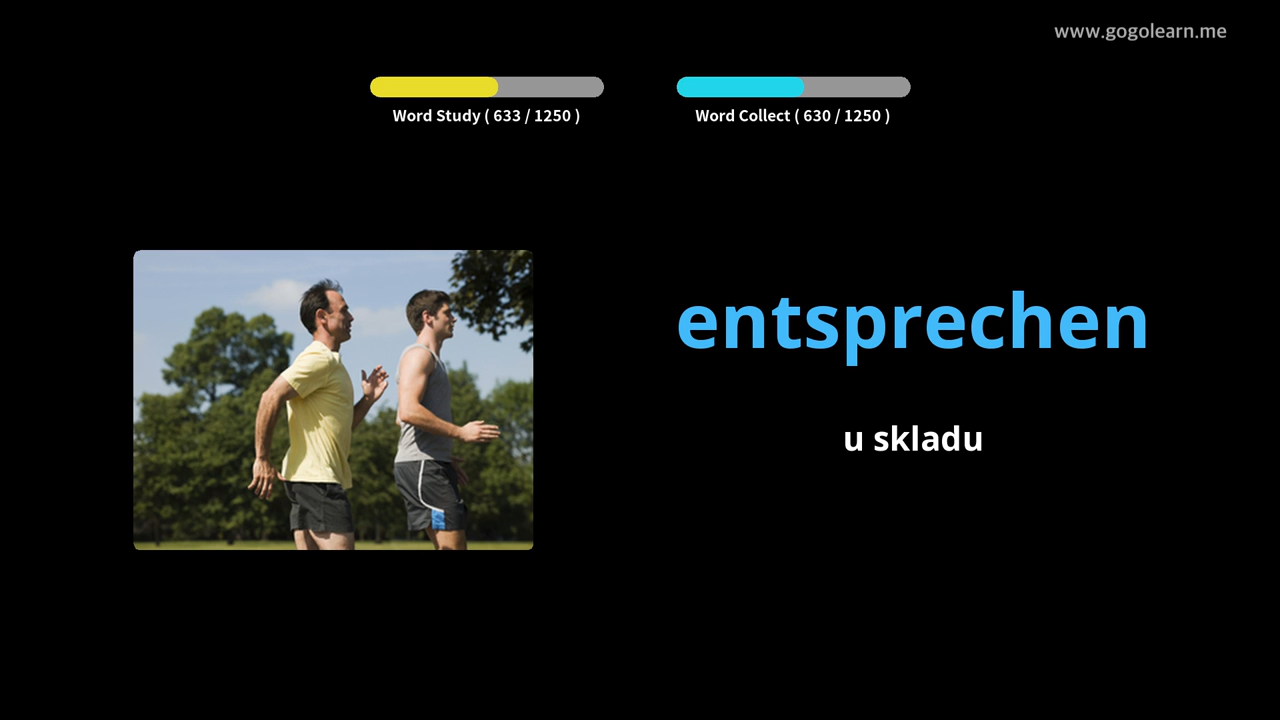 www.gogolearn.me
Word Study ( 633 / 1250 )
Word Collect ( 630 / 1250 )
entsprechen
u skladu